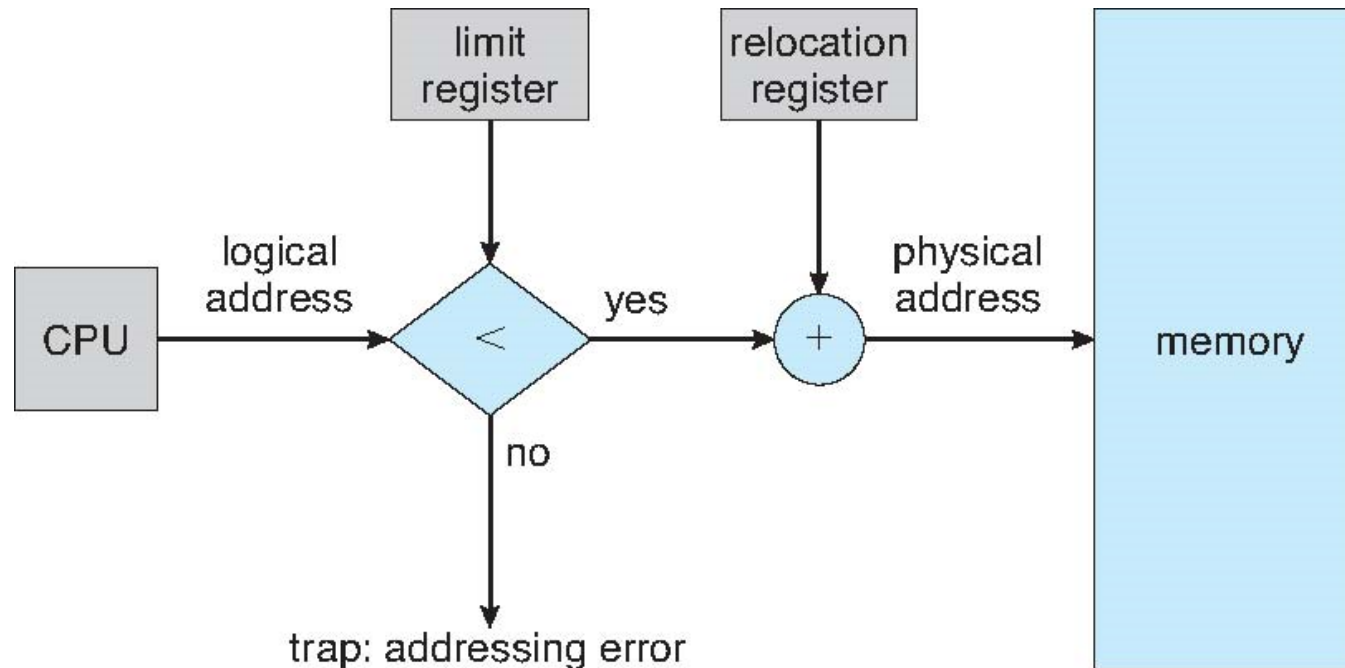 limit
register
relocation
register
logical
address
physical
address
CPU
<
yes
+
memory
no
trap: addressing error